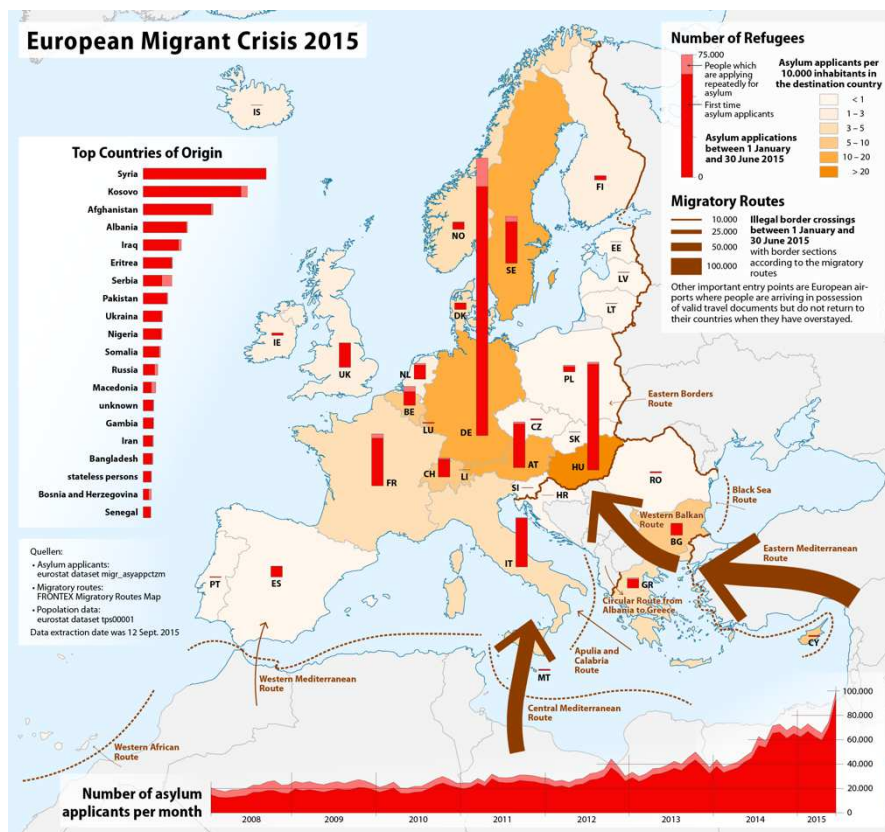 European Migrant Crisis 2015
Number of Refugees
75.000
People which
are applying
repeatedly for
asylum
First time
asylum applicants
Asylum applications
between 1 January
and 30 June 2015
0
Asylum applicants per
10.000 inhabitants in
the destination country
< 1
1 – 3
3 – 5
5 – 10
10 – 20
> 20
Migratory Routes
10.000
25.000
50.000
100.000
Illegal border crossings
between 1 January and
30 June 2015
with border sections
according to the migratory
routes
Other important entry points are European air-
ports where people are arriving in possession
of valid travel documents but do not return to
their countries when they have overstayed.
Top Countries of Origin
Syria
Kosovo
Afghanistan
Albania
Iraq
Eritrea
Serbia
Pakistan
Ukraina
Nigeria
Somalia
Russia
Macedonia
unknown
Gambia
Iran
Bangladesh
stateless persons
Bosnia and Herzegovina
Senegal
Quellen:
• Asylum applicants:
eurostat dataset migr_asyappctzm
• Migratory routes:
FRONTEX Migratory Routes Map
• Popolation data:
eurostat dataset tps00001
Data extraction date was 12 Sept. 2015
IS
NO
SE
FI
EE
LV
LT
DK
IE
UK
NL
BE
LU
DE
PL
CZ
SK
FR
CH
LI
AT
HU
SI
HR
RO
BG
IT
GR
PT
ES
MT
CY
Eastern Borders
Route
Black Sea
Route
Western Balkan
Route
Eastern Mediterranean
Route
Circular Route from
Albania to Greece
Apulia and
Calabria
Route
Central Mediterranean
Route
Western Mediterranean
Route
Western African
Route
Number of asylum
applicants per month
100.000
80.000
60.000
40.000
20.000
0
2008
2009
2010
2011
2012
2013
2014
2015